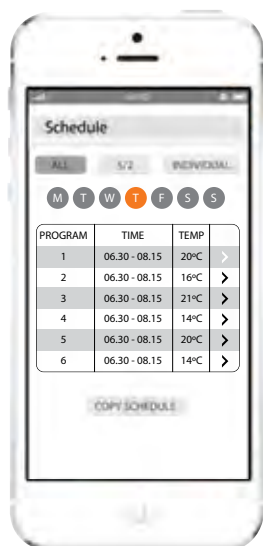 Schedule
ALL 5/2 INDIVIDUAL
M T W T F S S
PROGRAM TIME TEMP
1 06.30 - 08.15 20ºC >
2 06.30 - 08.15 16ºC >
3 06.30 - 08.15 21ºC >
4 06.30 - 08.15 14ºC >
5 06.30 - 08.15 20ºC >
6 06.30 - 08.15 14ºC >
COPY SCHEDULE